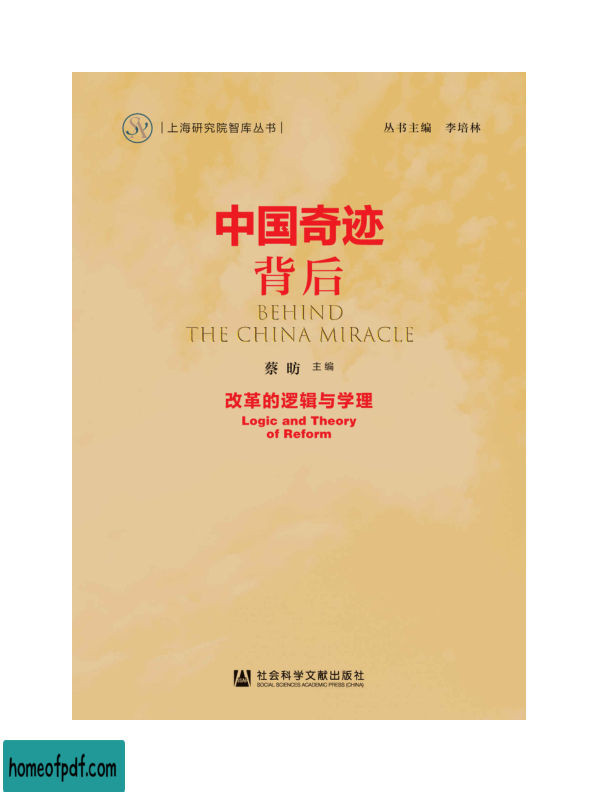 |上海研究院智库丛书|
丛书主编 李培林
中国奇迹
背后
BEHIND
THE CHINA MIRACLE
蔡昉 主编
改革的逻辑与学理
Logic and Theory
of Reform
社会科学文献出版社
SOCIAL SCIENCES ACADEMIC PRESS (CHINA)
homeofpdf.com